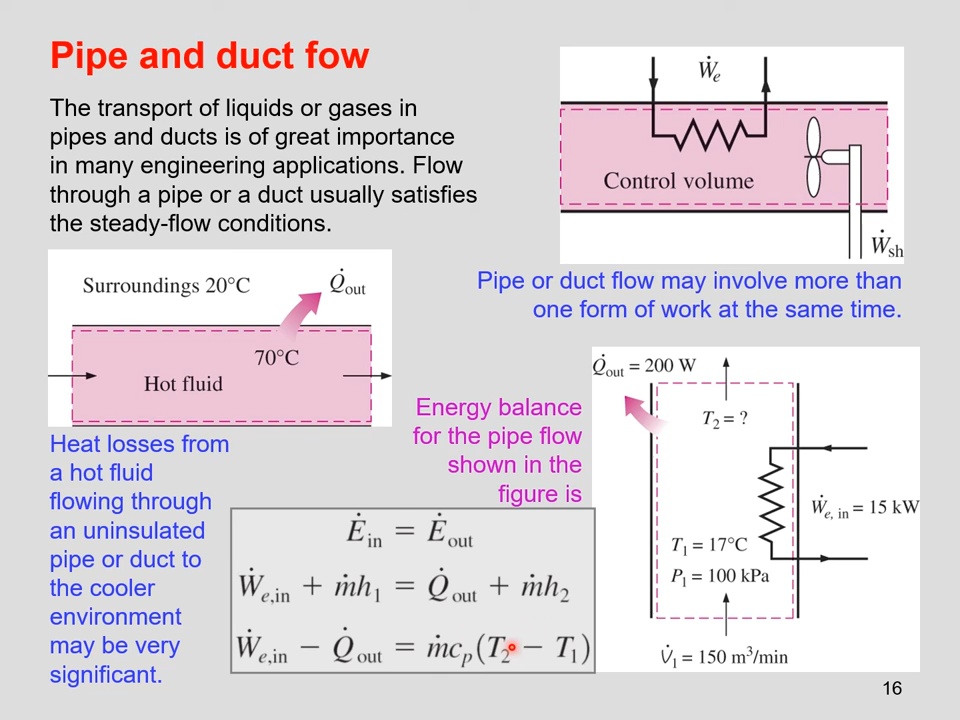 Pipe and duct fow
The transport of liquids or gases in
pipes and ducts is of great importance
in many engineering applications. Flow
through a pipe or a duct usually satisfies
the steady-flow conditions.
Ẇe
Control volume
Ẇsh
Pipe or duct flow may involve more than
one form of work at the same time.
Surroundings 20°C
Q̇out
70°C
Hot fluid
Heat losses from
a hot fluid
flowing through
an uninsulated
pipe or duct to
the cooler
environment
may be very
significant.
Energy balance
for the pipe flow
shown in the
figure is
Ėin = Ėout
Ẇe,in + ṁh1 = Q̇out + ṁh2
Ẇe,in − Q̇out = ṁcp(T2 − T1)
Q̇out = 200 W
T2 = ?
Ẇe, in = 15 kW
T1 = 17°C
P1 = 100 kPa
V̇1 = 150 m³/min
16